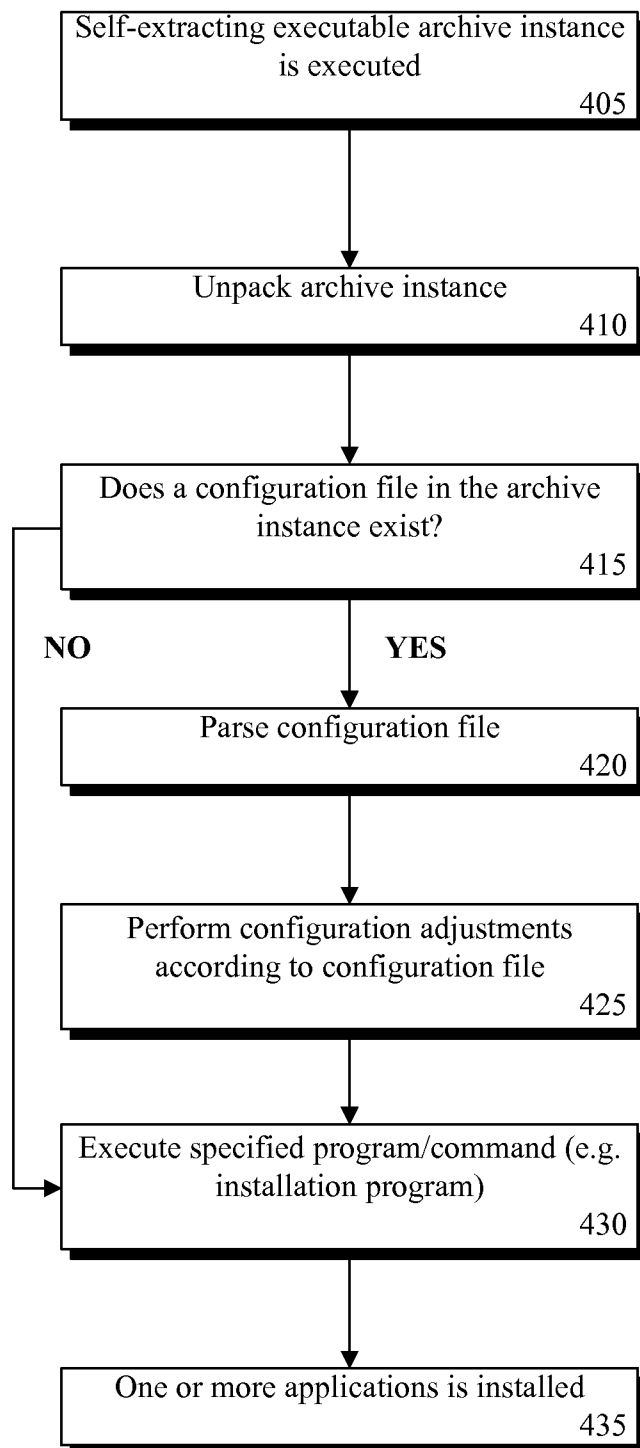 Self-extracting executable archive instance
is executed
405
Unpack archive instance
410
Does a configuration file in the archive
instance exist?
415
NO
YES
Parse configuration file
420
Perform configuration adjustments
according to configuration file
425
Execute specified program/command (e.g.
installation program)
430
One or more applications is installed
435